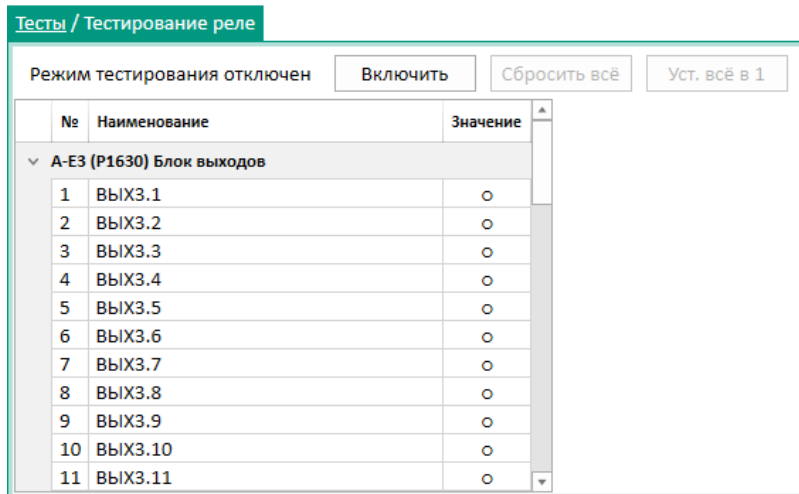 Тесты / Тестирование реле
Режим тестирования отключен Включить Сбросить всё Уст. всё в 1
№ Наименование Значение
A-E3 (P1630) Блок выходов
1 ВЫХ3.1
2 ВЫХ3.2
3 ВЫХ3.3
4 ВЫХ3.4
5 ВЫХ3.5
6 ВЫХ3.6
7 ВЫХ3.7
8 ВЫХ3.8
9 ВЫХ3.9
10 ВЫХ3.10
11 ВЫХ3.11